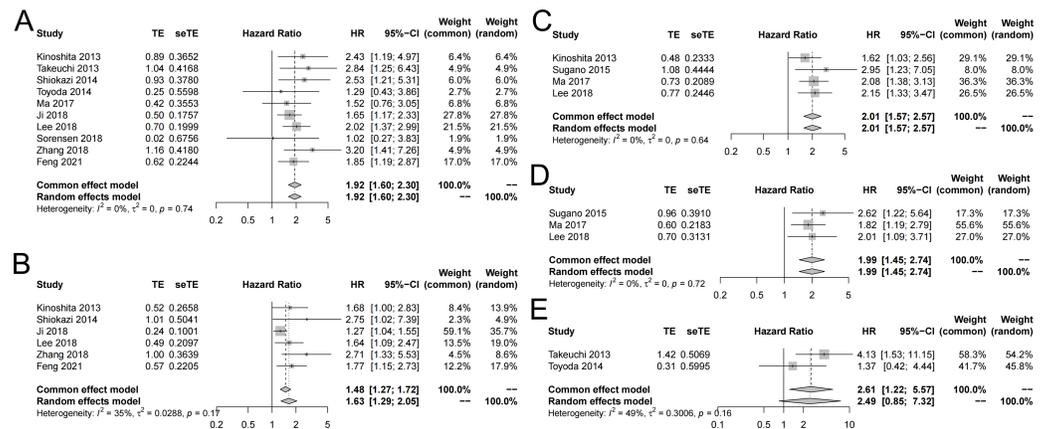 A
Weight Weight
Study TE seTE Hazard Ratio HR 95%−CI (common) (random)
Kinoshita 2013 0.89 0.3652 2.43 [1.19; 4.97] 6.4% 6.4%
Takeuchi 2013 1.04 0.4168 2.84 [1.25; 6.43] 4.9% 4.9%
Shiokazi 2014 0.93 0.3780 2.53 [1.21; 5.31] 6.0% 6.0%
Toyoda 2014 0.25 0.5598 1.29 [0.43; 3.86] 2.7% 2.7%
Ma 2017 0.42 0.3553 1.52 [0.76; 3.05] 6.8% 6.8%
Ji 2018 0.50 0.1757 1.65 [1.17; 2.33] 27.8% 27.8%
Lee 2018 0.70 0.1999 2.02 [1.37; 2.99] 21.5% 21.5%
Sorensen 2018 0.02 0.6756 1.02 [0.27; 3.83] 1.9% 1.9%
Zhang 2018 1.16 0.4180 3.20 [1.41; 7.26] 4.9% 4.9%
Feng 2021 0.62 0.2244 1.85 [1.19; 2.87] 17.0% 17.0%
Common effect model 1.92 [1.60; 2.30] 100.0% −−
Random effects model 1.92 [1.60; 2.30] −− 100.0%
Heterogeneity: I² = 0%, τ² = 0, p = 0.74
0.2 0.5 1 2 5
B
Weight Weight
Study TE seTE Hazard Ratio HR 95%−CI (common) (random)
Kinoshita 2013 0.52 0.2658 1.68 [1.00; 2.83] 8.4% 13.9%
Shiokazi 2014 1.01 0.5041 2.75 [1.02; 7.39] 2.3% 4.9%
Ji 2018 0.24 0.1001 1.27 [1.04; 1.55] 59.1% 35.7%
Lee 2018 0.49 0.2097 1.64 [1.09; 2.47] 13.5% 19.0%
Zhang 2018 1.00 0.3639 2.71 [1.33; 5.53] 4.5% 8.6%
Feng 2021 0.57 0.2205 1.77 [1.15; 2.73] 12.2% 17.9%
Common effect model 1.48 [1.27; 1.72] 100.0% −−
Random effects model 1.63 [1.29; 2.05] −− 100.0%
Heterogeneity: I² = 35%, τ² = 0.0288, p = 0.17
0.2 0.5 1 2 5
C
Weight Weight
Study TE seTE Hazard Ratio HR 95%−CI (common) (random)
Kinoshita 2013 0.48 0.2333 1.62 [1.03; 2.56] 29.1% 29.1%
Sugano 2015 1.08 0.4444 2.95 [1.23; 7.05] 8.0% 8.0%
Ma 2017 0.73 0.2089 2.08 [1.38; 3.13] 36.3% 36.3%
Lee 2018 0.77 0.2446 2.15 [1.33; 3.47] 26.5% 26.5%
Common effect model 2.01 [1.57; 2.57] 100.0% −−
Random effects model 2.01 [1.57; 2.57] −− 100.0%
Heterogeneity: I² = 0%, τ² = 0, p = 0.64
0.2 0.5 1 2 5
D
Weight Weight
Study TE seTE Hazard Ratio HR 95%−CI (common) (random)
Sugano 2015 0.96 0.3910 2.62 [1.22; 5.64] 17.3% 17.3%
Ma 2017 0.60 0.2183 1.82 [1.19; 2.79] 55.6% 55.6%
Lee 2018 0.70 0.3131 2.01 [1.09; 3.71] 27.0% 27.0%
Common effect model 1.99 [1.45; 2.74] 100.0% −−
Random effects model 1.99 [1.45; 2.74] −− 100.0%
Heterogeneity: I² = 0%, τ² = 0, p = 0.72
0.2 0.5 1 2 5
E
Weight Weight
Study TE seTE Hazard Ratio HR 95%−CI (common) (random)
Takeuchi 2013 1.42 0.5069 4.13 [1.53; 11.15] 58.3% 54.2%
Toyoda 2014 0.31 0.5995 1.37 [0.42; 4.44] 41.7% 45.8%
Common effect model 2.61 [1.22; 5.57] 100.0% −−
Random effects model 2.49 [0.85; 7.32] −− 100.0%
Heterogeneity: I² = 49%, τ² = 0.3006, p = 0.16
0.1 0.5 1 2 10